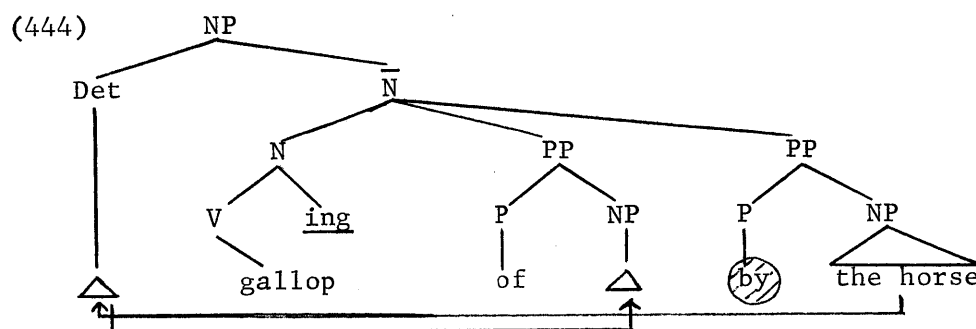 (444) NP
Det N̄
N PP PP
V ing P NP P NP
gallop of by the horse